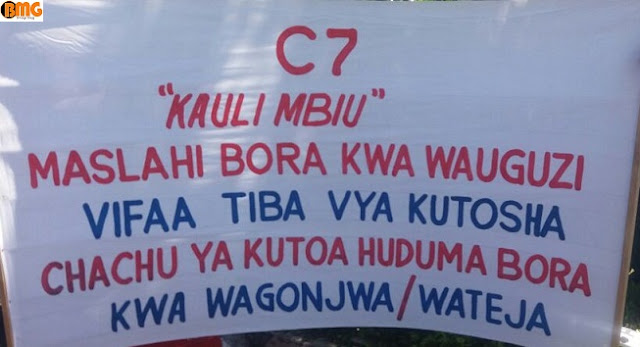 BMG
C7
"KAULI MBIU"
MASLAHI BORA KWA WAUGUZI
VIFAA TIBA VYA KUTOSHA
CHACHU YA KUTOA HUDUMA BORA
KWA WAGONJWA/WATEJA